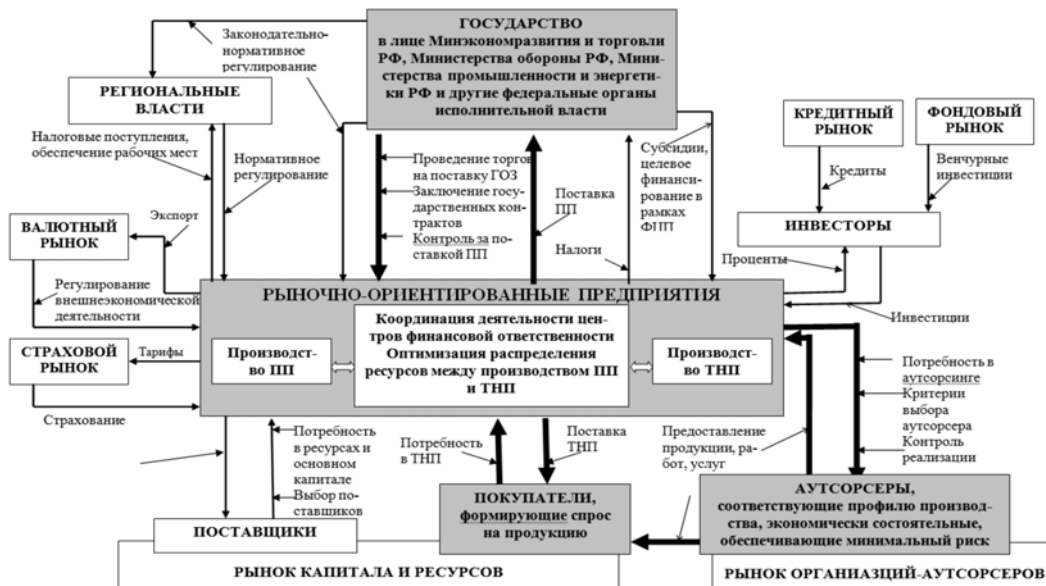 ГОСУДАРСТВО
в лице Минэкономразвития и торговли
РФ, Министерства обороны РФ, Мини-
стерства промышленности и энергети-
ки РФ и другие федеральные органы
исполнительной власти
Законодательно-
нормативное
регулирование
РЕГИОНАЛЬНЫЕ
ВЛАСТИ
Налоговые поступления,
обеспечение рабочих мест
Нормативное
регулирование
Проведение торгов
на поставку ГОЗ
Заключение госу-
дарственных кон-
трактов
Контроль за по-
ставкой ПП
Поставка
ПП
Налоги
Субсидии,
целевое
финанси-
рование в
рамках
ФЦП
КРЕДИТНЫЙ
РЫНОК
ФОНДОВЫЙ
РЫНОК
Кредиты
Венчурные
инвестиции
ИНВЕСТОРЫ
Проценты
Инвестиции
ВАЛЮТНЫЙ
РЫНОК
Экспорт
Регулирование
внешнеэкономической
деятельности
СТРАХОВОЙ
РЫНОК
Тарифы
Страхование
РЫНОЧНО-ОРИЕНТИРОВАННЫЕ ПРЕДПРИЯТИЯ
Производст-
во ПП
Координация деятельности цен-
тров финансовой ответственности
Оптимизация распределения
ресурсов между производством ПП
и ТНП
Производст-
во ТНП
Потребность
в ресурсах и
основном
капитале
Выбор по-
ставщиков
Потребность
в ТНП
Поставка
ТНП
Предоставление
продукции, ра-
бот, услуг
Потребность в
аутсорсинге
Критерии
выбора
аутсорсера
Контроль
реализации
ПОСТАВЩИКИ
ПОКУПАТЕЛИ,
формирующие спрос
на продукцию
АУТСОРСЕРЫ,
соответствующие профилю производ-
ства, экономически состоятельные,
обеспечивающие минимальный риск
РЫНОК КАПИТАЛА И РЕСУРСОВ
РЫНОК ОРГАНИАЗЦИЙ-АУТСОРСЕРОВ